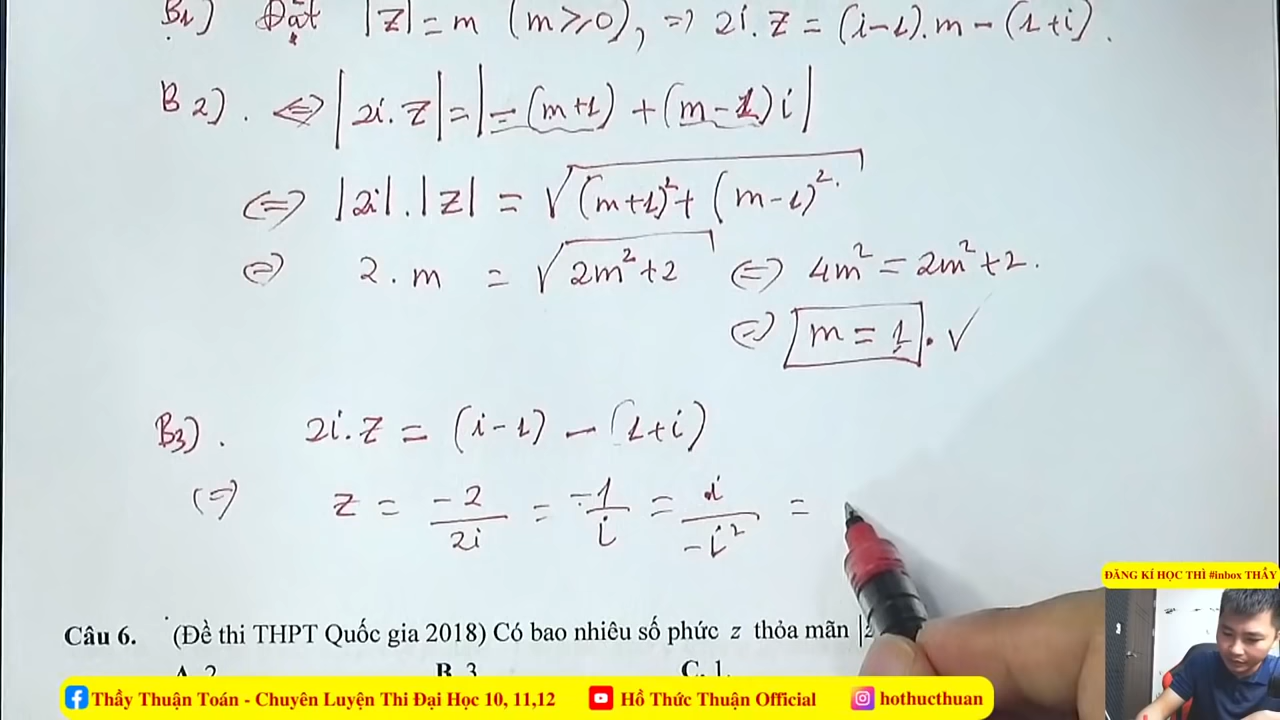 B1) Đặt |z| = m (m ≥ 0), => 2i.z = (i-1).m - (1+i).
B2). <=> |2i.z| = |-(m+1) + (m-1)i|
<=> |2i|.|z| = √((m+1)² + (m-1)².
<=> 2.m = √(2m²+2) <=> 4m² = 2m²+2.
<=> m = 1. ✓
B3). 2i.z = (i-1) - (1+i)
<=> z = -2/2i = -1/i = i/-i² =
Câu 6. (Đề thi THPT Quốc gia 2018) Có bao nhiêu số phức z thỏa mãn
A. 2 B. 3 C. 1.
ĐĂNG KÍ HỌC THÌ #inbox THẦY
Thầy Thuận Toán - Chuyên Luyện Thi Đại Học 10, 11,12 Hồ Thức Thuận Official hothucthuan